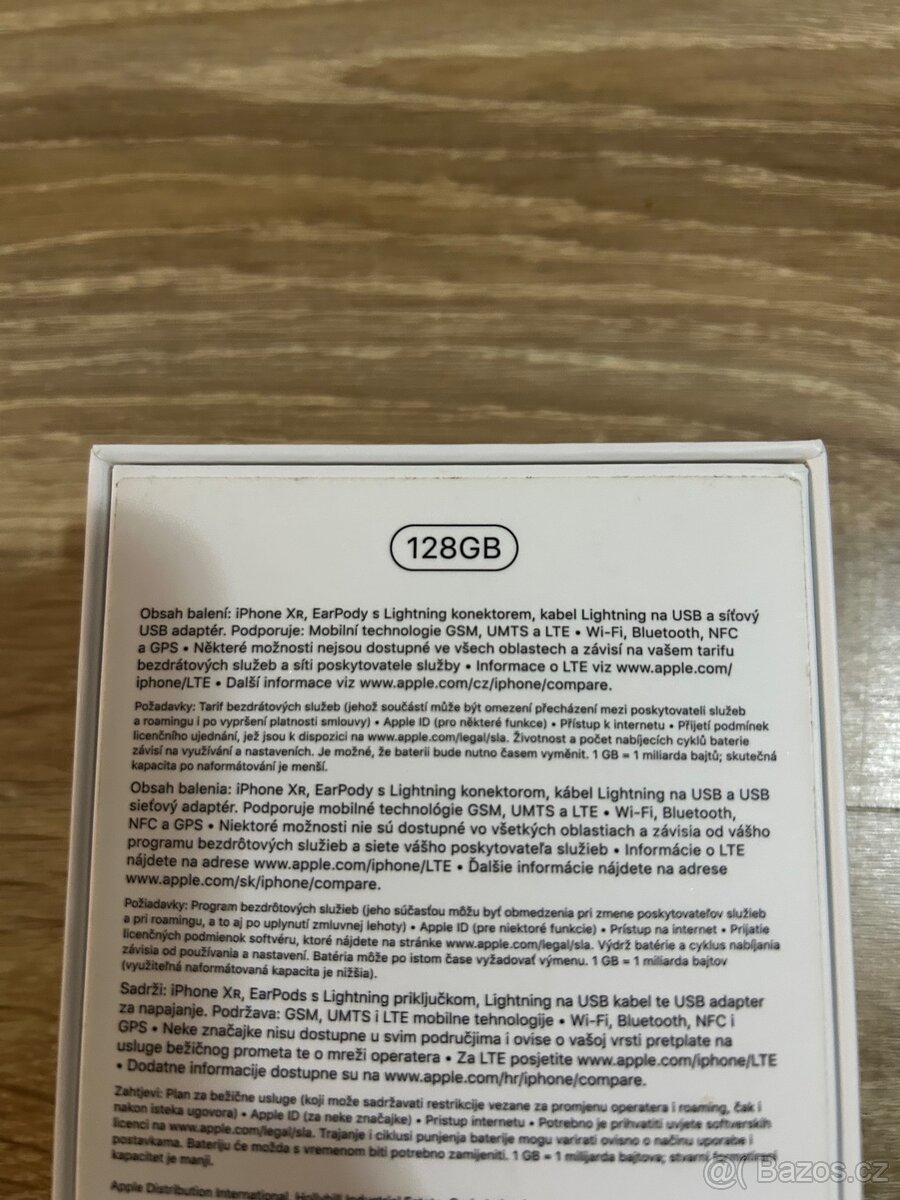 128GB
Obsah balení: iPhone XR, EarPody s Lightning konektorem, kabel Lightning na USB a síťový
USB adaptér. Podporuje: Mobilní technologie GSM, UMTS a LTE • Wi-Fi, Bluetooth, NFC
a GPS • Některé možnosti nejsou dostupné ve všech oblastech a závisí na vašem tarifu
bezdrátových služeb a síti poskytovatele služby • Informace o LTE viz www.apple.com/
iphone/LTE • Další informace viz www.apple.com/cz/iphone/compare.
Požadavky: Tarif bezdrátových služeb (jehož součástí může být omezení přecházení mezi poskytovateli služeb
a roamingu i po vypršení platnosti smlouvy) • Apple ID (pro některé funkce) • Přístup k internetu • Přijetí podmínek
licenčního ujednání, jež jsou k dispozici na www.apple.com/legal/sla. Životnost a počet nabíjecích cyklů baterie
závisí na využívání a nastaveních. Je možné, že baterii bude nutno časem vyměnit. 1 GB = 1 miliarda bajtů; skutečná
kapacita po naformátování je menší.
Obsah balenia: iPhone XR, EarPody s Lightning konektorom, kábel Lightning na USB a USB
sieťový adaptér. Podporuje mobilné technológie GSM, UMTS a LTE • Wi-Fi, Bluetooth,
NFC a GPS • Niektoré možnosti nie sú dostupné vo všetkých oblastiach a závisia od vášho
programu bezdrôtových služieb a siete vášho poskytovateľa služieb • Informácie o LTE
nájdete na adrese www.apple.com/iphone/LTE • Ďalšie informácie nájdete na adrese
www.apple.com/sk/iphone/compare.
Požiadavky: Program bezdrôtových služieb (jeho súčasťou môžu byť obmedzenia pri zmene poskytovateľov služieb
a pri roamingu, a to aj po uplynutí zmluvnej lehoty) • Apple ID (pre niektoré funkcie) • Prístup na internet • Prijatie
licenčných podmienok softvéru, ktoré nájdete na stránke www.apple.com/legal/sla. Výdrž batérie a cyklus nabíjania
závisia od používania a nastavení. Batéria môže po istom čase vyžadovať výmenu. 1 GB = 1 miliarda bajtov
(využiteľná naformátovaná kapacita je nižšia).
Sadrži: iPhone XR, EarPods s Lightning priključkom, Lightning na USB kabel te USB adapter
za napajanje. Podržava: GSM, UMTS i LTE mobilne tehnologije • Wi-Fi, Bluetooth, NFC i
GPS • Neke značajke nisu dostupne u svim područjima i ovise o vašoj vrsti pretplate na
usluge bežičnog prometa te o mreži operatera • Za LTE posjetite www.apple.com/iphone/LTE
• Dodatne informacije dostupne su na www.apple.com/hr/iphone/compare.
Zahtjevi: Plan za bežične usluge (koji može sadržavati restrikcije vezane za promjenu operatera i roaming, čak i
nakon isteka ugovora) • Apple ID (za neke značajke) • Pristup internetu • Potrebno je prihvatiti uvjete softverskih
licenci na www.apple.com/legal/sla. Trajanje i ciklusi punjenja baterije mogu varirati ovisno o načinu uporabe i
postavkama. Bateriju će možda s vremenom biti potrebno zamijeniti. 1 GB = 1 milijarda bajtova; stvarni formatirani
kapacitet je manji.
Apple Distribution International,
Bazos.cz